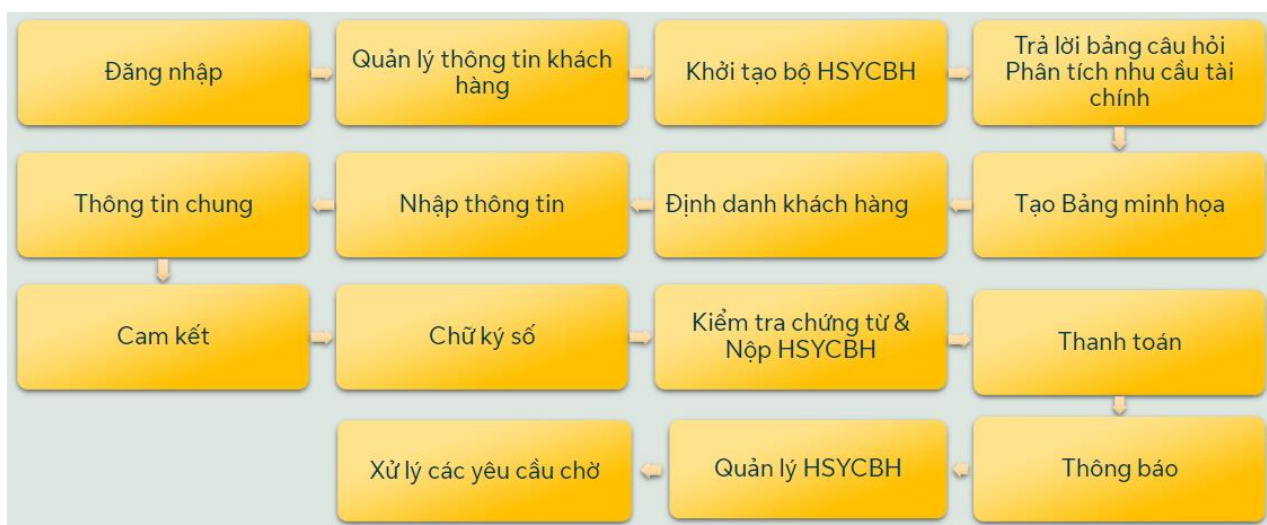 Đăng nhập
Quản lý thông tin khách
hàng
Khởi tạo bộ HSYCBH
Trả lời bảng câu hỏi
Phân tích nhu cầu tài
chính
Tạo Bảng minh họa
Định danh khách hàng
Nhập thông tin
Thông tin chung
Cam kết
Chữ ký số
Kiểm tra chứng từ &
Nộp HSYCBH
Thanh toán
Thông báo
Quản lý HSYCBH
Xử lý các yêu cầu chờ